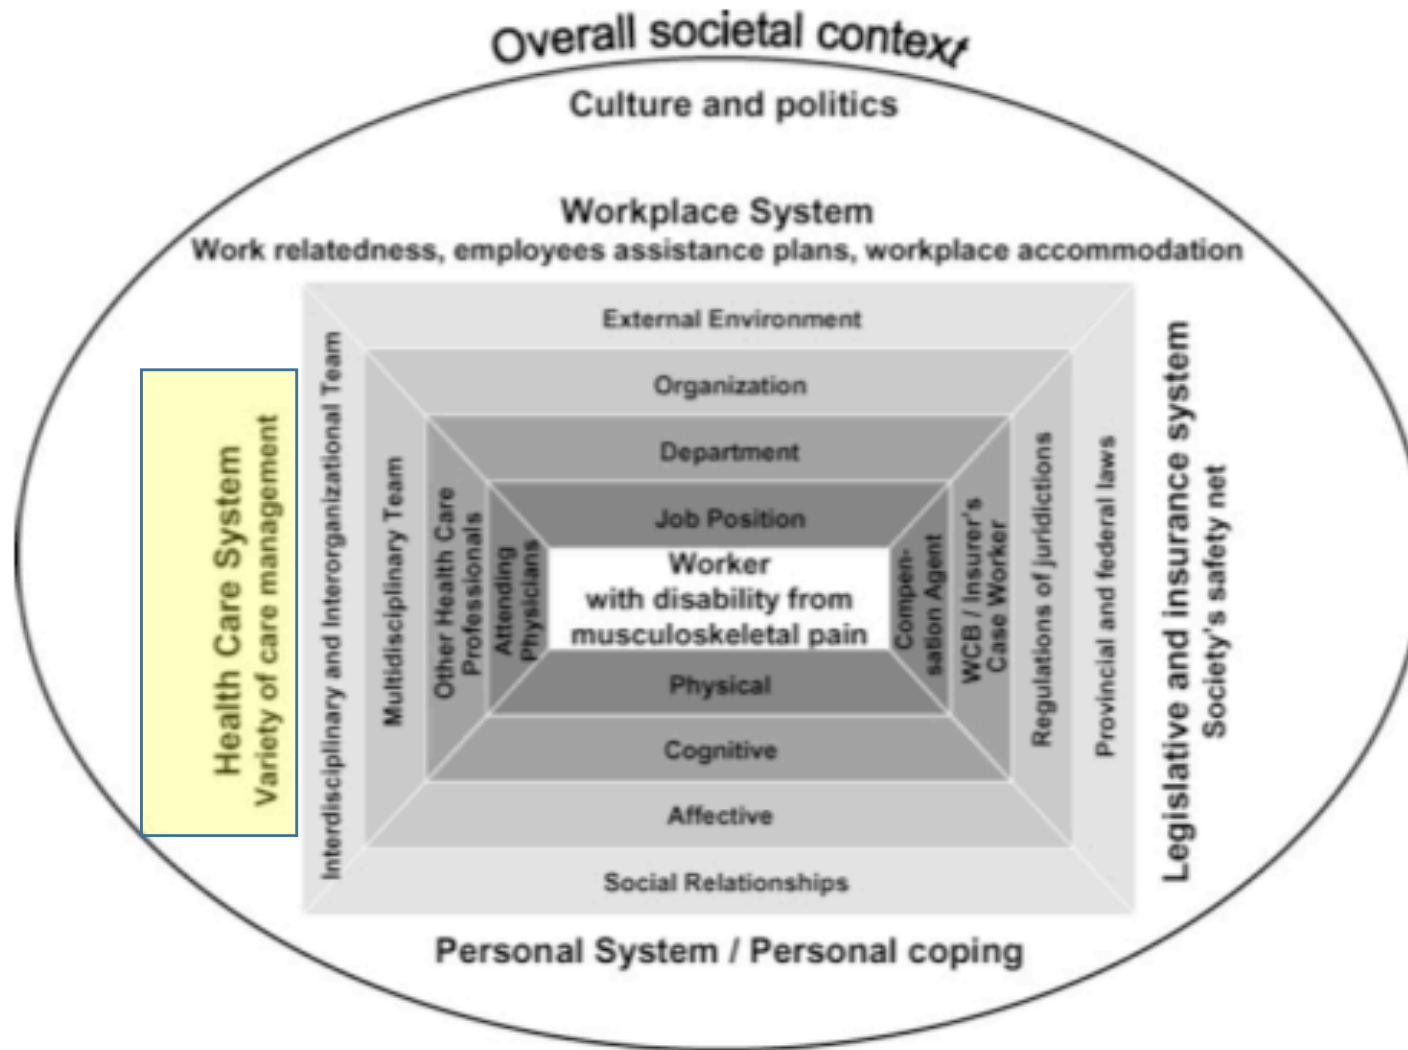 Overall societal context
Culture and politics
Workplace System
Work relatedness, employees assistance plans, workplace accommodation
External Environment
Organization
Department
Job Position
Worker
with disability from
musculoskeletal pain
Physical
Cognitive
Affective
Social Relationships
Personal System / Personal coping
Health Care System
Variety of care management
Interdisciplinary and Interorganizational Team
Multidisciplinary Team
Other Health Care
Professionals
Attending
Physicians
Compen-
sation Agent
WCB / Insurer's
Case Worker
Regulations of juridictions
Provincial and federal laws
Legislative and insurance system
Society's safety net